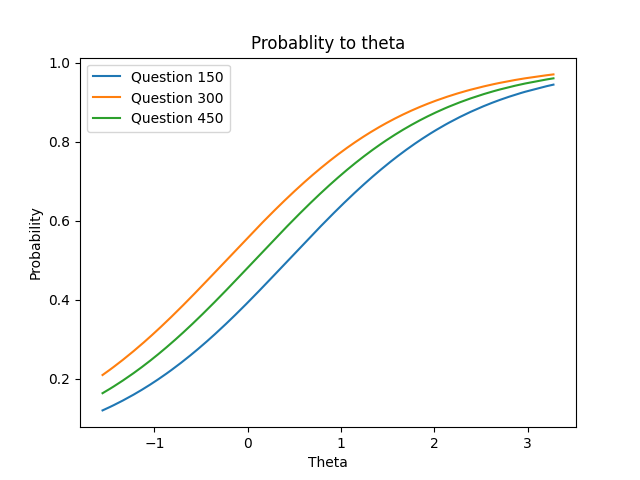 Probablity to theta
Question 150
Question 300
Question 450
1.0
0.8
0.6
0.4
0.2
Probability
−1
0
1
2
3
Theta